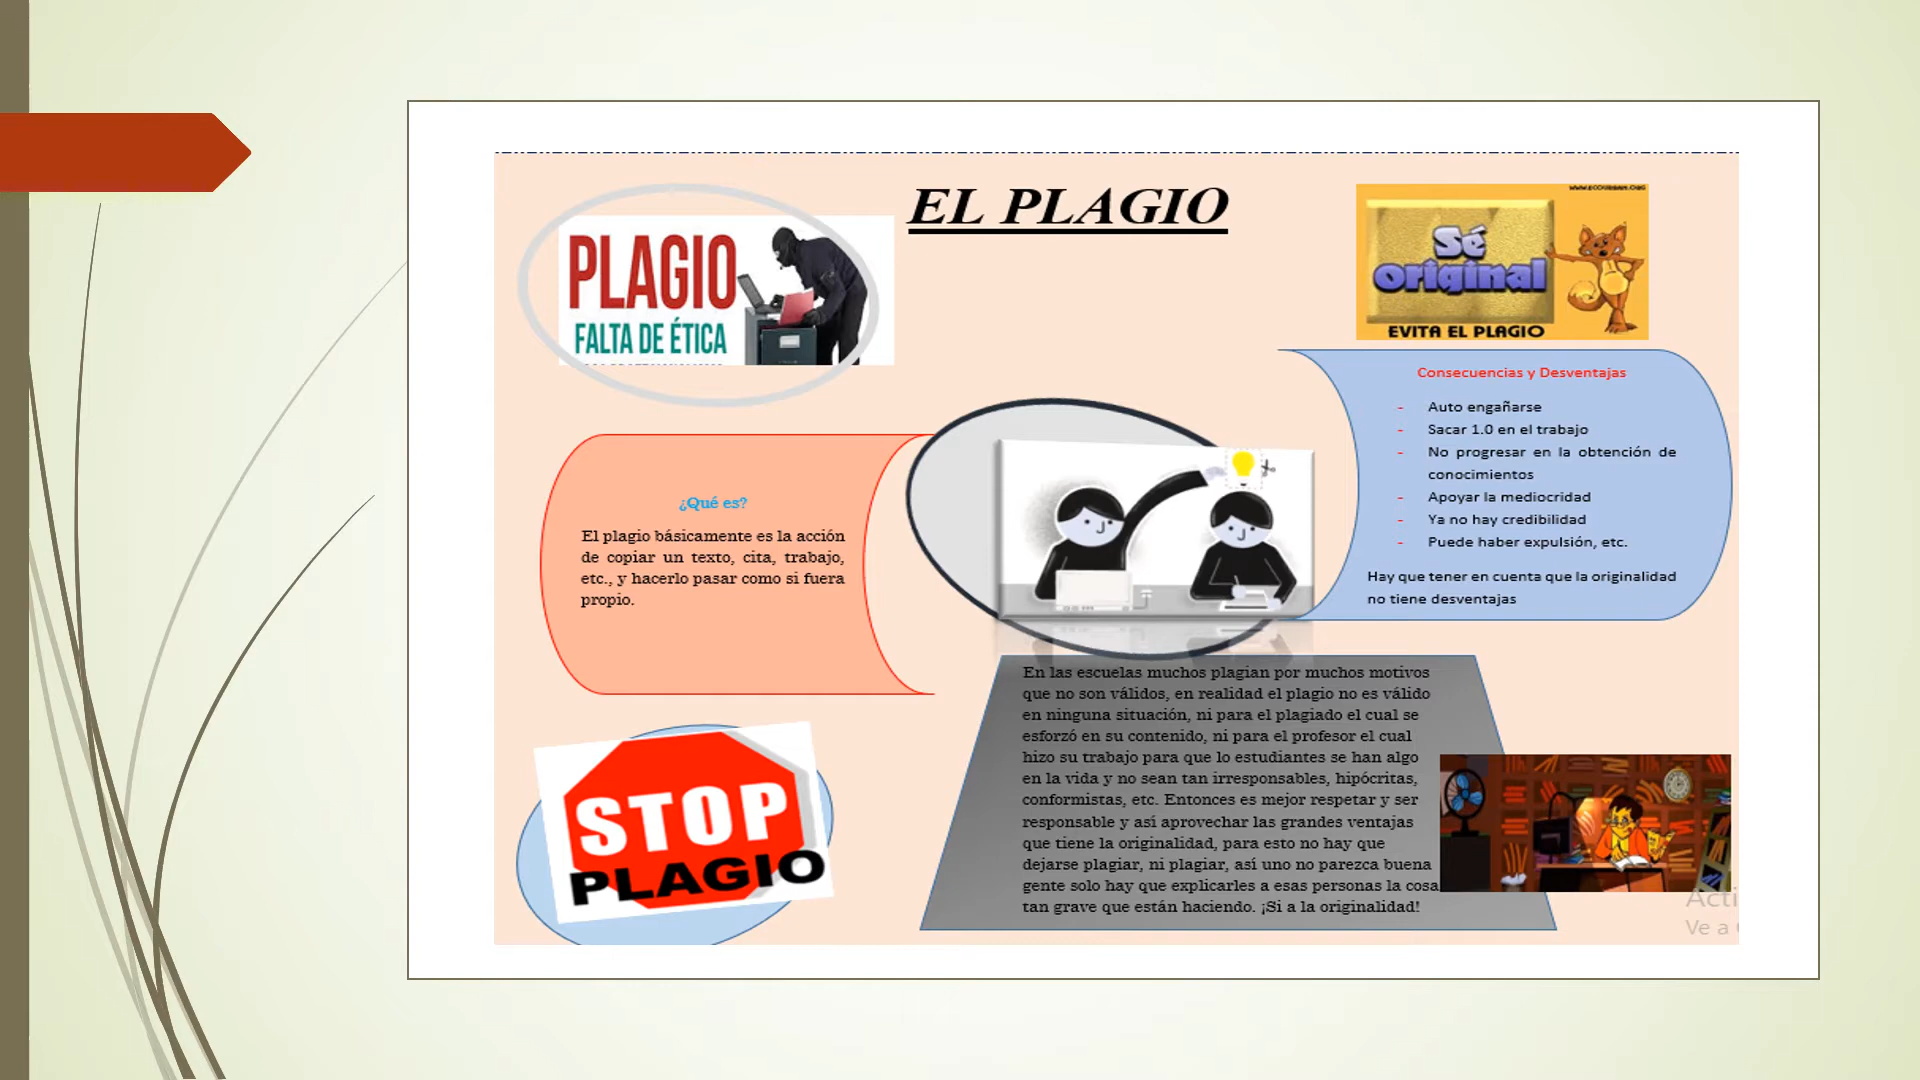 EL PLAGIO
PLAGIO
FALTA DE ÉTICA
WWW.ECOURBAN.ORG
Sé
original
EVITA EL PLAGIO
¿Qué es?
El plagio básicamente es la acción
de copiar un texto, cita, trabajo,
etc., y hacerlo pasar como si fuera
propio.
Consecuencias y Desventajas
- Auto engañarse
- Sacar 1.0 en el trabajo
- No progresar en la obtención de
conocimientos
- Apoyar la mediocridad
- Ya no hay credibilidad
- Puede haber expulsión, etc.
Hay que tener en cuenta que la originalidad
no tiene desventajas
En las escuelas muchos plagian por muchos motivos
que no son válidos, en realidad el plagio no es válido
en ninguna situación, ni para el plagiado el cual se
esforzó en su contenido, ni para el profesor el cual
hizo su trabajo para que lo estudiantes se han algo
en la vida y no sean tan irresponsables, hipócritas,
conformistas, etc. Entonces es mejor respetar y ser
responsable y así aprovechar las grandes ventajas
que tiene la originalidad, para esto no hay que
dejarse plagiar, ni plagiar, así uno no parezca buena
gente solo hay que explicarles a esas personas la cosa
tan grave que están haciendo. ¡Si a la originalidad!
STOP
PLAGIO
Acti
Ve a